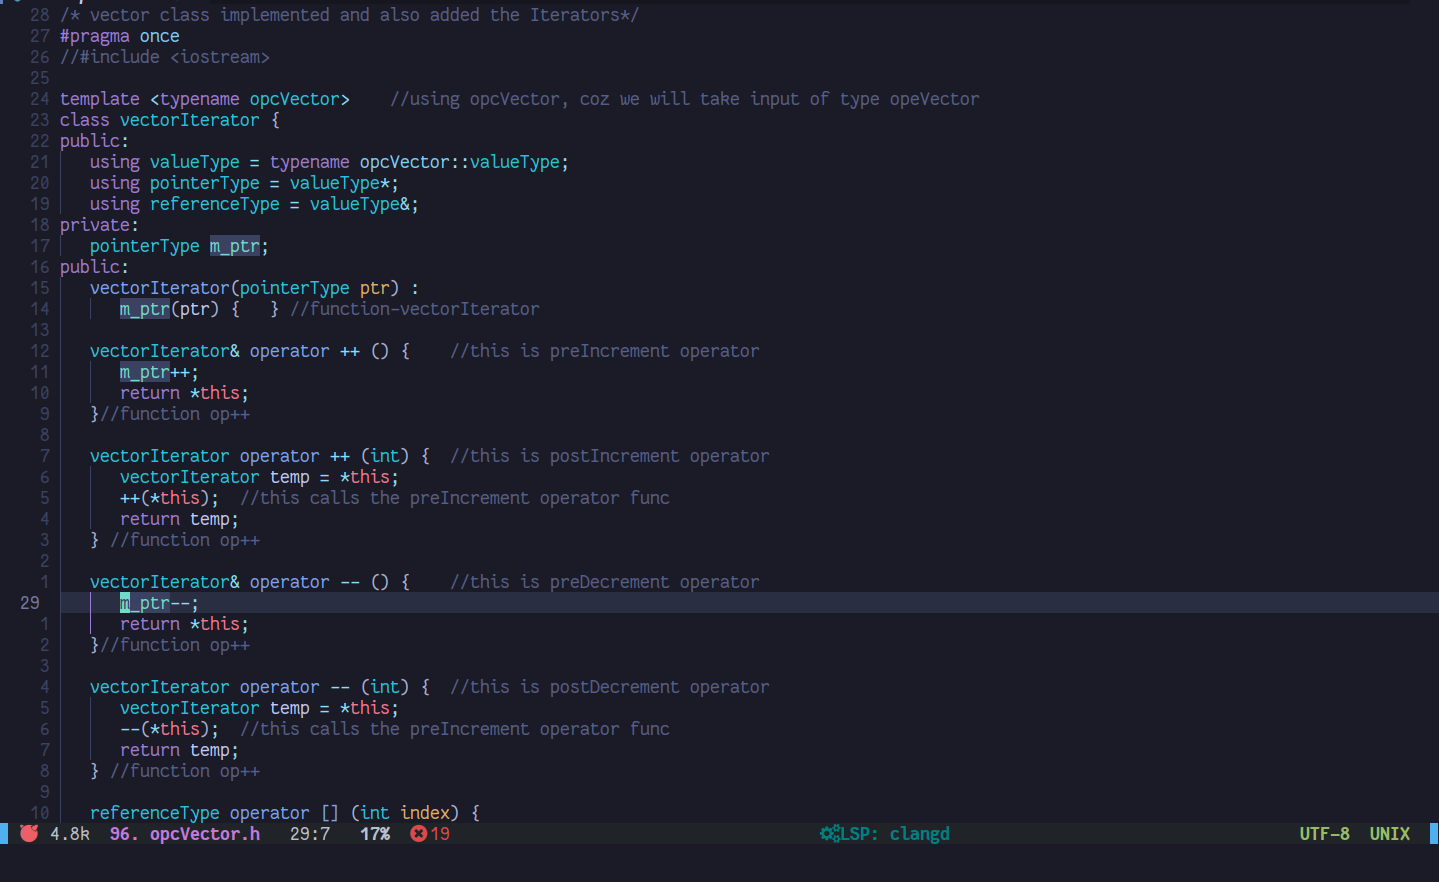 28 /* vector class implemented and also added the Iterators*/
27 #pragma once
26 //#include <iostream>
25
24 template <typename opcVector>    //using opcVector, coz we will take input of type opeVector
23 class vectorIterator {
22 public:
21    using valueType = typename opcVector::valueType;
20    using pointerType = valueType*;
19    using referenceType = valueType&;
18 private:
17    pointerType m_ptr;
16 public:
15    vectorIterator(pointerType ptr) :
14       m_ptr(ptr) {   } //function-vectorIterator
13
12    vectorIterator& operator ++ () {    //this is preIncrement operator
11       m_ptr++;
10       return *this;
9    }//function op++
8
7    vectorIterator operator ++ (int) {  //this is postIncrement operator
6       vectorIterator temp = *this;
5       ++(*this);  //this calls the preIncrement operator func
4       return temp;
3    } //function op++
2
1    vectorIterator& operator -- () {    //this is preDecrement operator
29       m_ptr--;
1       return *this;
2    }//function op++
3
4    vectorIterator operator -- (int) {  //this is postDecrement operator
5       vectorIterator temp = *this;
6       --(*this);  //this calls the preIncrement operator func
7       return temp;
8    } //function op++
9
10    referenceType operator [] (int index) {
4.8k  96. opcVector.h   29:7   17%  19 LSP: clangd UTF-8  UNIX